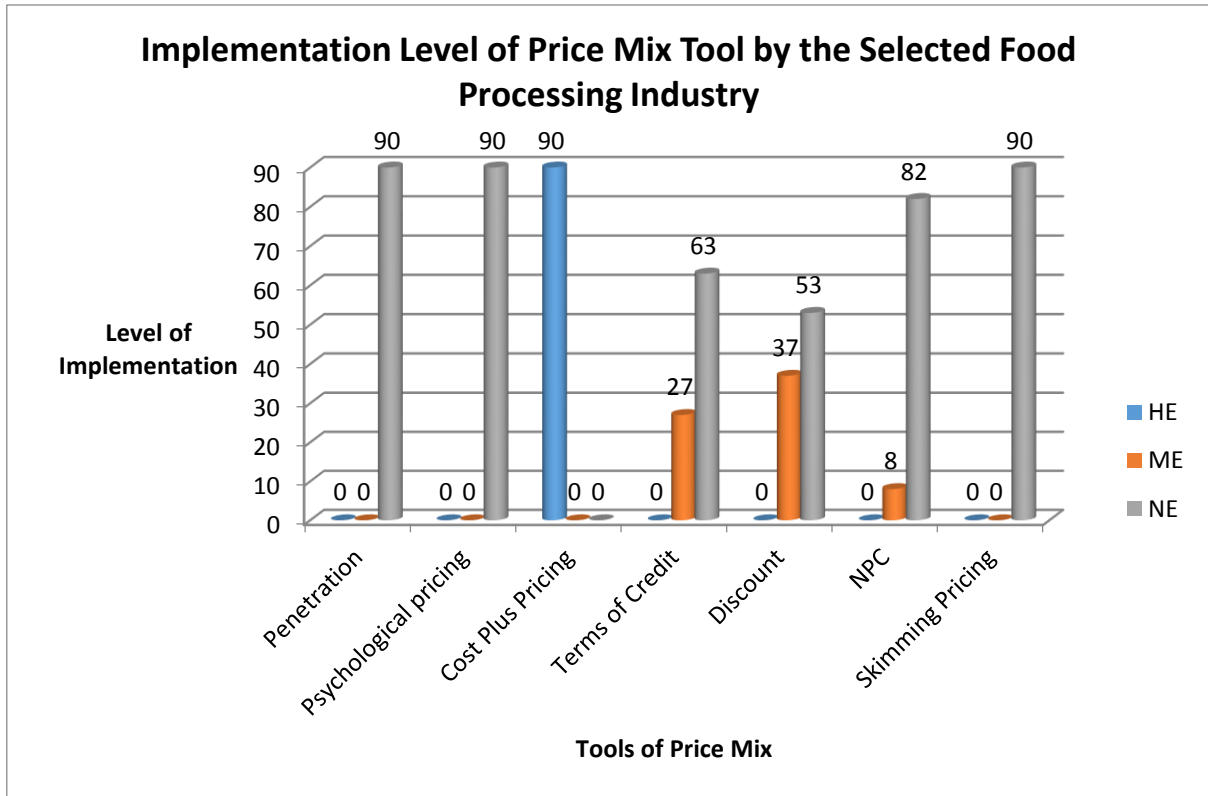 Implementation Level of Price Mix Tool by the Selected Food
Processing Industry
Level of
Implementation
90
80
70
60
50
40
30
20
10
0
0 0 90
0 0 90
90 0 0
0 27 63
0 37 53
0 8 82
0 0 90
Penetration
Psychological pricing
Cost Plus Pricing
Terms of Credit
Discount
NPC
Skimming Pricing
Tools of Price Mix
HE
ME
NE